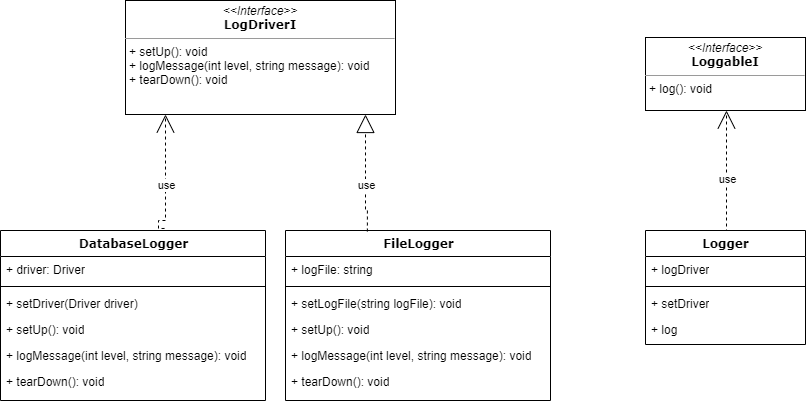 <<Interface>>
LogDriverI
+ setUp(): void
+ logMessage(int level, string message): void
+ tearDown(): void
<<Interface>>
LoggableI
+ log(): void
use
use
use
DatabaseLogger
+ driver: Driver
+ setDriver(Driver driver)
+ setUp(): void
+ logMessage(int level, string message): void
+ tearDown(): void
FileLogger
+ logFile: string
+ setLogFile(string logFile): void
+ setUp(): void
+ logMessage(int level, string message): void
+ tearDown(): void
Logger
+ logDriver
+ setDriver
+ log